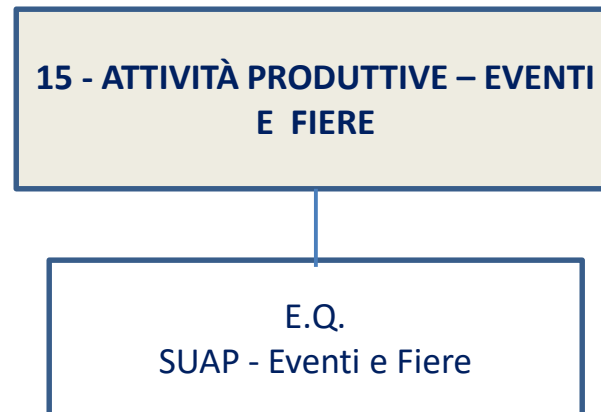 15 - ATTIVITÀ PRODUTTIVE – EVENTI
E FIERE
E.Q.
SUAP - Eventi e Fiere